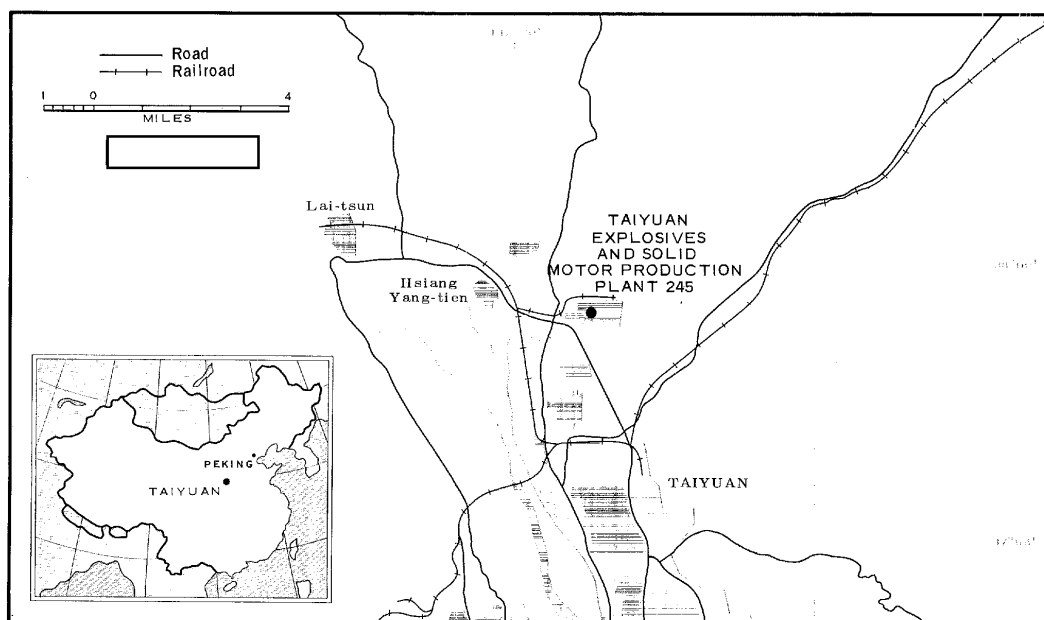 Road
Railroad
1 0 4
MILES
Lai-tsun
TAIYUAN
EXPLOSIVES
AND SOLID
MOTOR PRODUCTION
PLANT 245
Hsiang
Yang-tien
PEKING
TAIYUAN
TAIYUAN